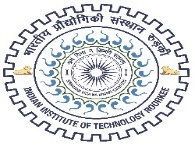 भारतीय प्रौद्योगिकी संस्थान रुड़की
INDIAN INSTITUTE OF TECHNOLOGY ROORKEE